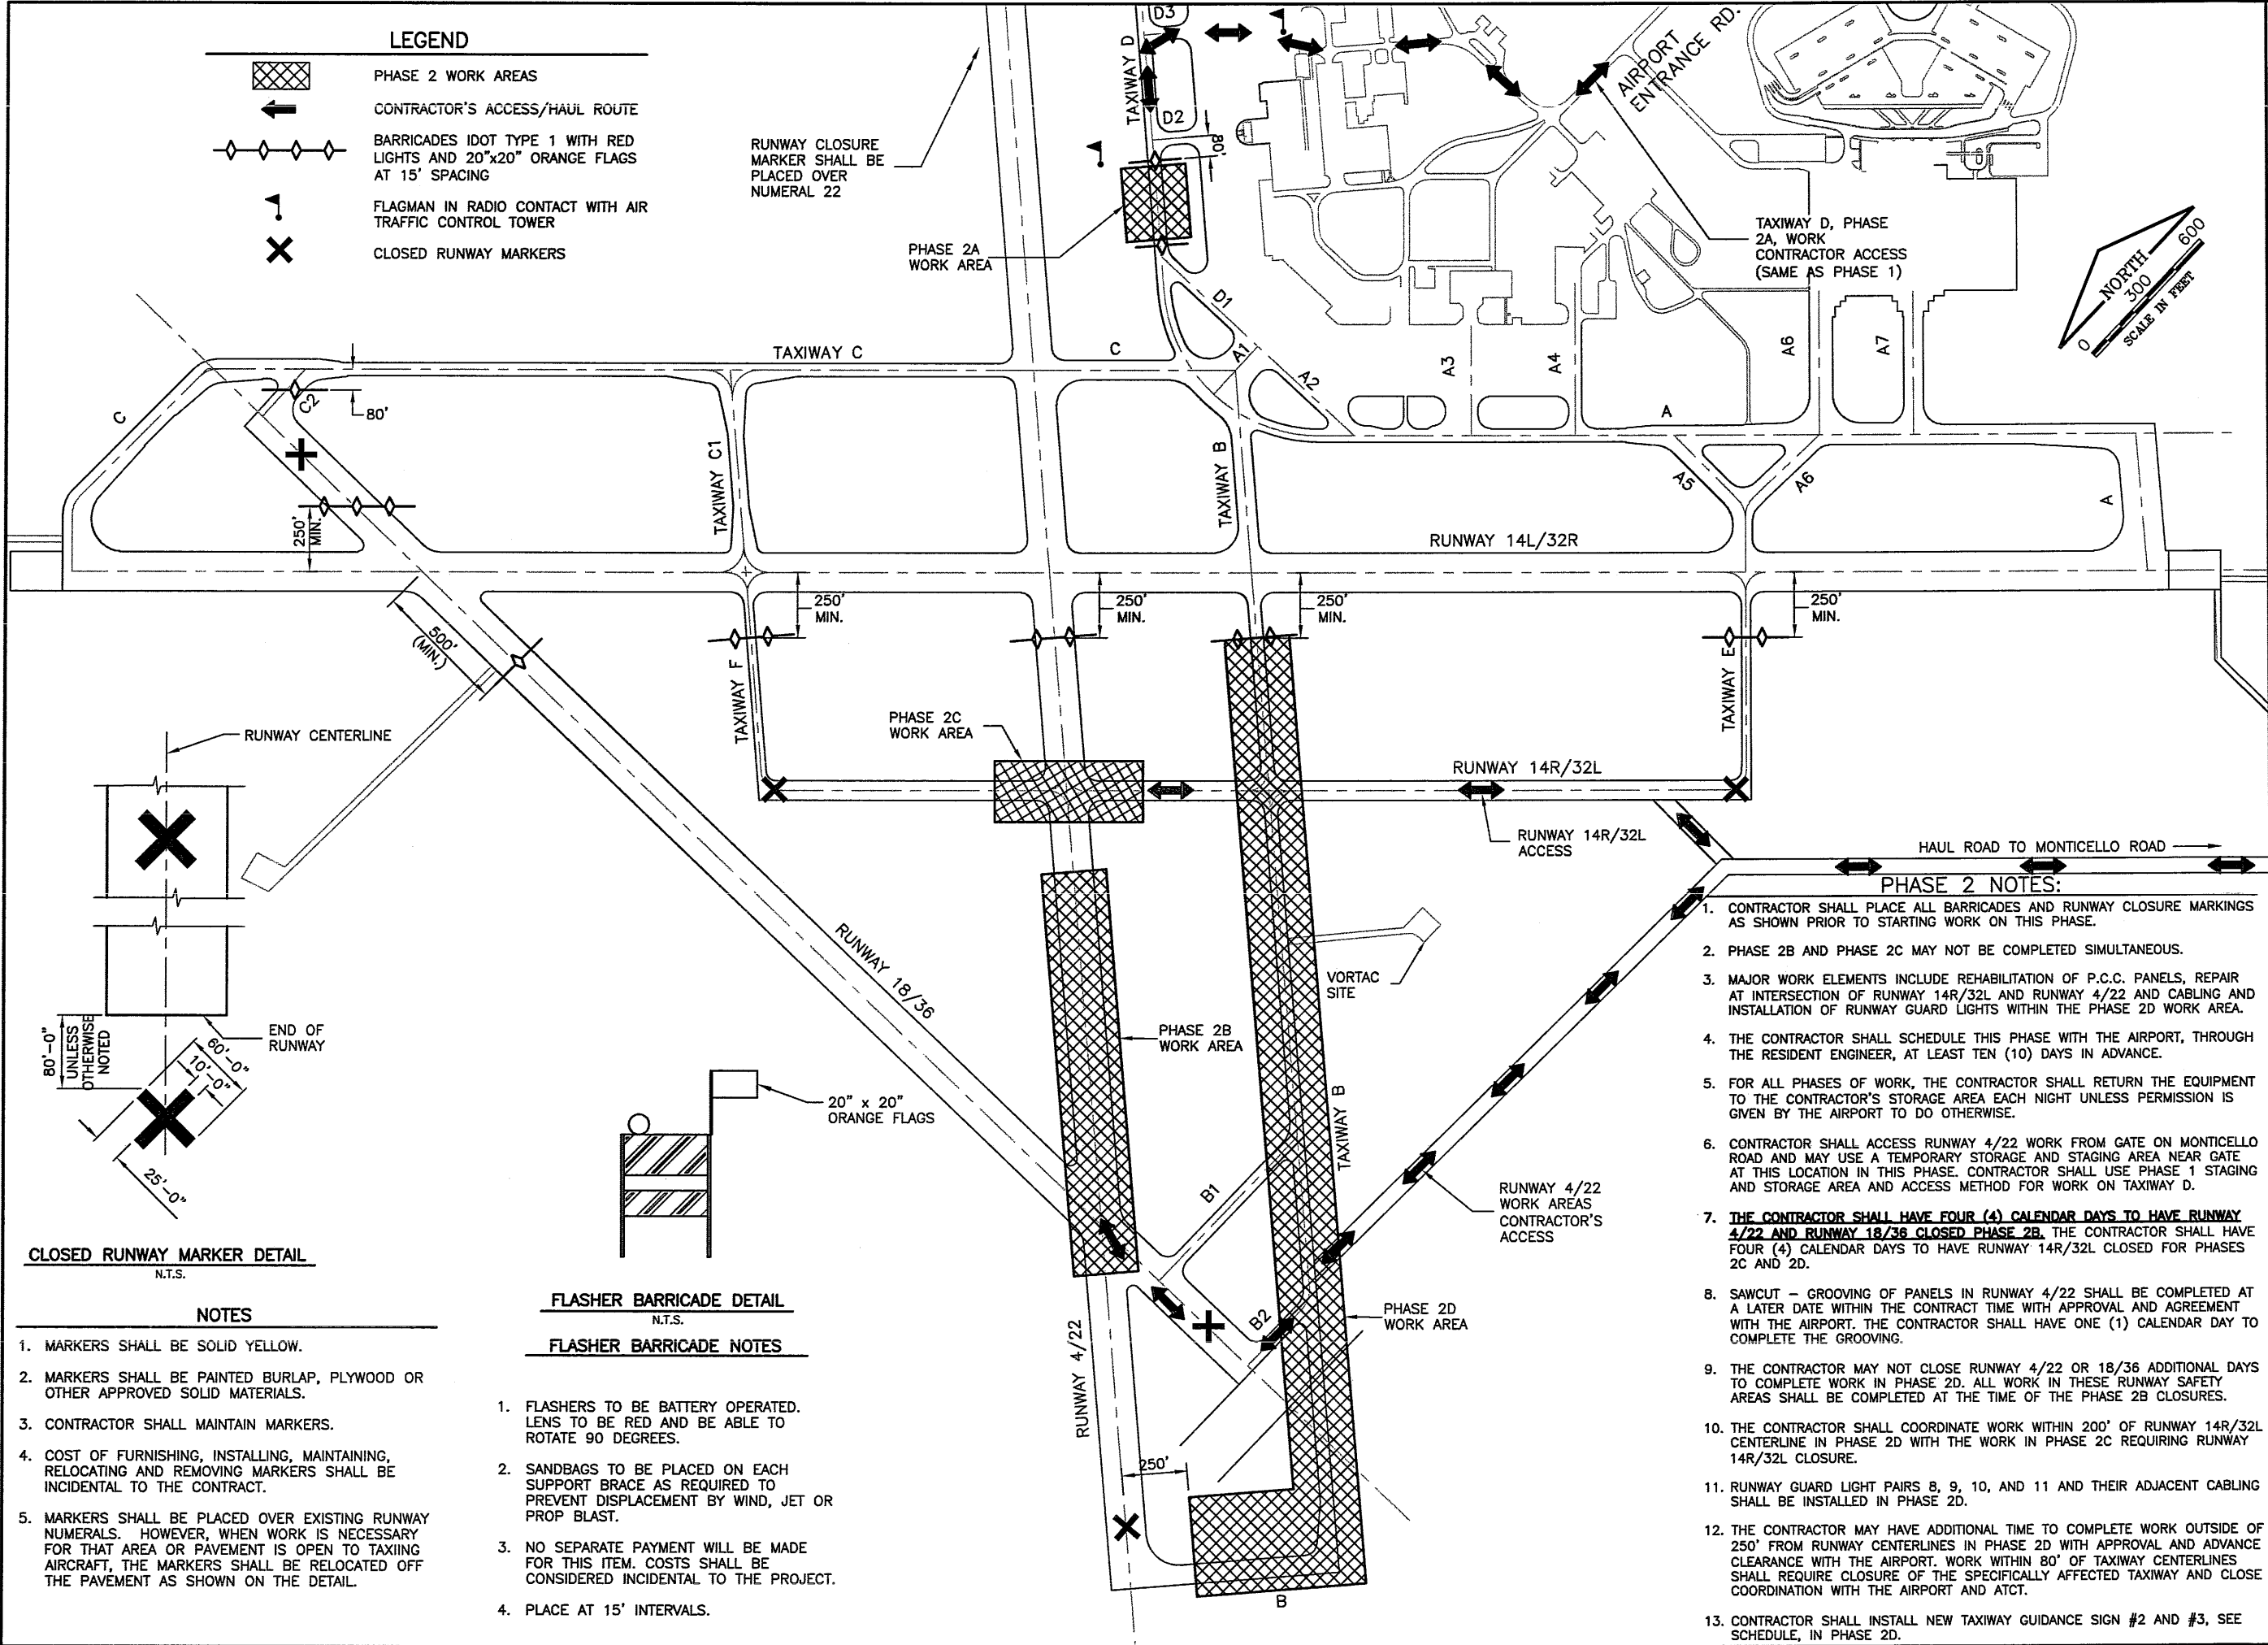 LEGEND
PHASE 2 WORK AREAS
CONTRACTOR'S ACCESS/HAUL ROUTE
BARRICADES IDOT TYPE 1 WITH RED
LIGHTS AND 20"x20" ORANGE FLAGS
AT 15' SPACING
FLAGMAN IN RADIO CONTACT WITH AIR
TRAFFIC CONTROL TOWER
CLOSED RUNWAY MARKERS
RUNWAY CLOSURE
MARKER SHALL BE
PLACED OVER
NUMERAL 22
PHASE 2A
WORK AREA
TAXIWAY D
D3
D2
80'
D1
A1
A2
AIRPORT
ENTRANCE RD.
TAXIWAY D, PHASE
2A, WORK
CONTRACTOR ACCESS
(SAME AS PHASE 1)
NORTH
0
300
600
SCALE IN FEET
TAXIWAY C
C
C
C2
80'
A3
A4
A6
A7
A
A
A5
A6
TAXIWAY C1
TAXIWAY B
RUNWAY 14L/32R
250'
MIN.
250'
MIN.
250'
MIN.
250'
MIN.
250'
MIN.
500'
(MIN.)
TAXIWAY F
TAXIWAY E
PHASE 2C
WORK AREA
RUNWAY 14R/32L
RUNWAY 14R/32L
ACCESS
HAUL ROAD TO MONTICELLO ROAD
RUNWAY 18/36
VORTAC
SITE
PHASE 2B
WORK AREA
TAXIWAY B
B1
B2
RUNWAY 4/22
WORK AREAS
CONTRACTOR'S
ACCESS
PHASE 2D
WORK AREA
RUNWAY 4/22
250'
B
RUNWAY CENTERLINE
END OF
RUNWAY
80'-0"
UNLESS
OTHERWISE
NOTED
60'-0"
10'-0"
25'-0"
CLOSED RUNWAY MARKER DETAIL
N.T.S.
NOTES
1. MARKERS SHALL BE SOLID YELLOW.
2. MARKERS SHALL BE PAINTED BURLAP, PLYWOOD OR
OTHER APPROVED SOLID MATERIALS.
3. CONTRACTOR SHALL MAINTAIN MARKERS.
4. COST OF FURNISHING, INSTALLING, MAINTAINING,
RELOCATING AND REMOVING MARKERS SHALL BE
INCIDENTAL TO THE CONTRACT.
5. MARKERS SHALL BE PLACED OVER EXISTING RUNWAY
NUMERALS. HOWEVER, WHEN WORK IS NECESSARY
FOR THAT AREA OR PAVEMENT IS OPEN TO TAXIING
AIRCRAFT, THE MARKERS SHALL BE RELOCATED OFF
THE PAVEMENT AS SHOWN ON THE DETAIL.
20" x 20"
ORANGE FLAGS
FLASHER BARRICADE DETAIL
N.T.S.
FLASHER BARRICADE NOTES
1. FLASHERS TO BE BATTERY OPERATED.
LENS TO BE RED AND BE ABLE TO
ROTATE 90 DEGREES.
2. SANDBAGS TO BE PLACED ON EACH
SUPPORT BRACE AS REQUIRED TO
PREVENT DISPLACEMENT BY WIND, JET OR
PROP BLAST.
3. NO SEPARATE PAYMENT WILL BE MADE
FOR THIS ITEM. COSTS SHALL BE
CONSIDERED INCIDENTAL TO THE PROJECT.
4. PLACE AT 15' INTERVALS.
PHASE 2 NOTES:
1. CONTRACTOR SHALL PLACE ALL BARRICADES AND RUNWAY CLOSURE MARKINGS
AS SHOWN PRIOR TO STARTING WORK ON THIS PHASE.
2. PHASE 2B AND PHASE 2C MAY NOT BE COMPLETED SIMULTANEOUS.
3. MAJOR WORK ELEMENTS INCLUDE REHABILITATION OF P.C.C. PANELS, REPAIR
AT INTERSECTION OF RUNWAY 14R/32L AND RUNWAY 4/22 AND CABLING AND
INSTALLATION OF RUNWAY GUARD LIGHTS WITHIN THE PHASE 2D WORK AREA.
4. THE CONTRACTOR SHALL SCHEDULE THIS PHASE WITH THE AIRPORT, THROUGH
THE RESIDENT ENGINEER, AT LEAST TEN (10) DAYS IN ADVANCE.
5. FOR ALL PHASES OF WORK, THE CONTRACTOR SHALL RETURN THE EQUIPMENT
TO THE CONTRACTOR'S STORAGE AREA EACH NIGHT UNLESS PERMISSION IS
GIVEN BY THE AIRPORT TO DO OTHERWISE.
6. CONTRACTOR SHALL ACCESS RUNWAY 4/22 WORK FROM GATE ON MONTICELLO
ROAD AND MAY USE A TEMPORARY STORAGE AND STAGING AREA NEAR GATE
AT THIS LOCATION IN THIS PHASE. CONTRACTOR SHALL USE PHASE 1 STAGING
AND STORAGE AREA AND ACCESS METHOD FOR WORK ON TAXIWAY D.
7. THE CONTRACTOR SHALL HAVE FOUR (4) CALENDAR DAYS TO HAVE RUNWAY
4/22 AND RUNWAY 18/36 CLOSED PHASE 2B. THE CONTRACTOR SHALL HAVE
FOUR (4) CALENDAR DAYS TO HAVE RUNWAY 14R/32L CLOSED FOR PHASES
2C AND 2D.
8. SAWCUT – GROOVING OF PANELS IN RUNWAY 4/22 SHALL BE COMPLETED AT
A LATER DATE WITHIN THE CONTRACT TIME WITH APPROVAL AND AGREEMENT
WITH THE AIRPORT. THE CONTRACTOR SHALL HAVE ONE (1) CALENDAR DAY TO
COMPLETE THE GROOVING.
9. THE CONTRACTOR MAY NOT CLOSE RUNWAY 4/22 OR 18/36 ADDITIONAL DAYS
TO COMPLETE WORK IN PHASE 2D. ALL WORK IN THESE RUNWAY SAFETY
AREAS SHALL BE COMPLETED AT THE TIME OF THE PHASE 2B CLOSURES.
10. THE CONTRACTOR SHALL COORDINATE WORK WITHIN 200' OF RUNWAY 14R/32L
CENTERLINE IN PHASE 2D WITH THE WORK IN PHASE 2C REQUIRING RUNWAY
14R/32L CLOSURE.
11. RUNWAY GUARD LIGHT PAIRS 8, 9, 10, AND 11 AND THEIR ADJACENT CABLING
SHALL BE INSTALLED IN PHASE 2D.
12. THE CONTRACTOR MAY HAVE ADDITIONAL TIME TO COMPLETE WORK OUTSIDE OF
250' FROM RUNWAY CENTERLINES IN PHASE 2D WITH APPROVAL AND ADVANCE
CLEARANCE WITH THE AIRPORT. WORK WITHIN 80' OF TAXIWAY CENTERLINES
SHALL REQUIRE CLOSURE OF THE SPECIFICALLY AFFECTED TAXIWAY AND CLOSE
COORDINATION WITH THE AIRPORT AND ATCT.
13. CONTRACTOR SHALL INSTALL NEW TAXIWAY GUIDANCE SIGN #2 AND #3, SEE
SCHEDULE, IN PHASE 2D.